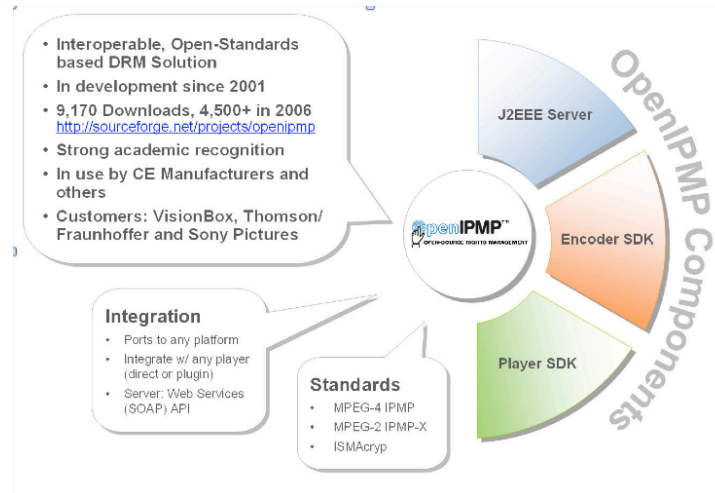 • Interoperable, Open-Standards
based DRM Solution
• In development since 2001
• 9,170 Downloads, 4,500+ in 2006
http://sourceforge.net/projects/openipmp
• Strong academic recognition
• In use by CE Manufacturers and
others
• Customers: VisionBox, Thomson/
Fraunhoffer and Sony Pictures
OpenIPMP™
OPEN-SOURCE RIGHTS MANAGEMENT
J2EEE Server
Encoder SDK
Player SDK
OpenIPMP Components
Integration
• Ports to any platform
• Integrate w/ any player
(direct or plugin)
• Server: Web Services
(SOAP) API
Standards
• MPEG-4 IPMP
• MPEG-2 IPMP-X
• ISMAcryp